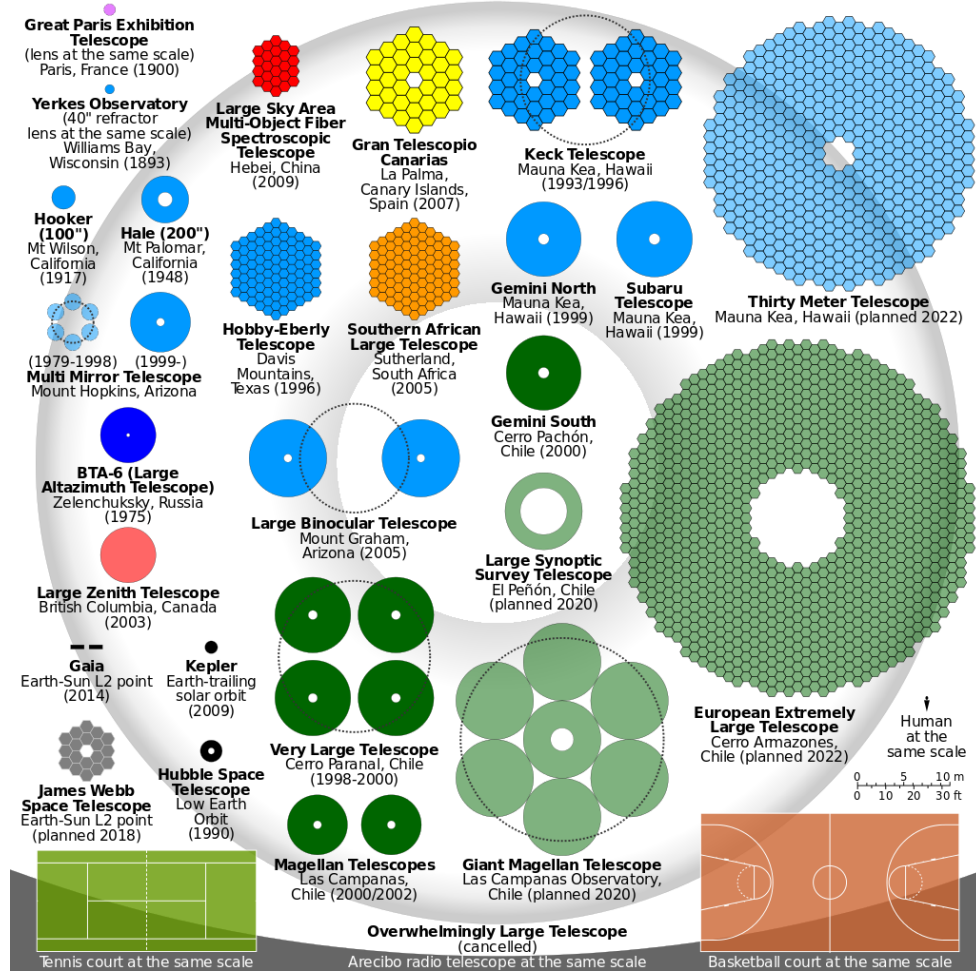 Great Paris Exhibition
Telescope
(lens at the same scale)
Paris, France (1900)
Yerkes Observatory
(40" refractor
lens at the same scale)
Williams Bay,
Wisconsin (1893)
Hooker
(100")
Mt Wilson,
California
(1917)
Hale (200")
Mt Palomar,
California
(1948)
(1979-1998)
(1999-)
Multi Mirror Telescope
Mount Hopkins, Arizona
BTA-6 (Large
Altazimuth Telescope)
Zelenchuksky, Russia
(1975)
Large Zenith Telescope
British Columbia, Canada
(2003)
Gaia
Earth-Sun L2 point
(2014)
Kepler
Earth-trailing
solar orbit
(2009)
James Webb
Space Telescope
Earth-Sun L2 point
(planned 2018)
Hubble Space
Telescope
Low Earth
Orbit
(1990)
Large Sky Area
Multi-Object Fiber
Spectroscopic
Telescope
Hebei, China
(2009)
Gran Telescopio
Canarias
La Palma,
Canary Islands,
Spain (2007)
Keck Telescope
Mauna Kea, Hawaii
(1993/1996)
Hobby-Eberly
Telescope
Davis
Mountains,
Texas (1996)
Southern African
Large Telescope
Sutherland,
South Africa
(2005)
Gemini North
Mauna Kea,
Hawaii (1999)
Subaru
Telescope
Mauna Kea,
Hawaii (1999)
Thirty Meter Telescope
Mauna Kea, Hawaii (planned 2022)
Gemini South
Cerro Pachón,
Chile (2000)
Large Binocular Telescope
Mount Graham,
Arizona (2005)
Large Synoptic
Survey Telescope
El Peñón, Chile
(planned 2020)
Very Large Telescope
Cerro Paranal, Chile
(1998-2000)
Magellan Telescopes
Las Campanas,
Chile (2000/2002)
Giant Magellan Telescope
Las Campanas Observatory,
Chile (planned 2020)
European Extremely
Large Telescope
Cerro Armazones,
Chile (planned 2022)
Human
at the
same scale
0 5 10 m
0 10 20 30 ft
Overwhelmingly Large Telescope
(cancelled)
Tennis court at the same scale
Arecibo radio telescope at the same scale
Basketball court at the same scale